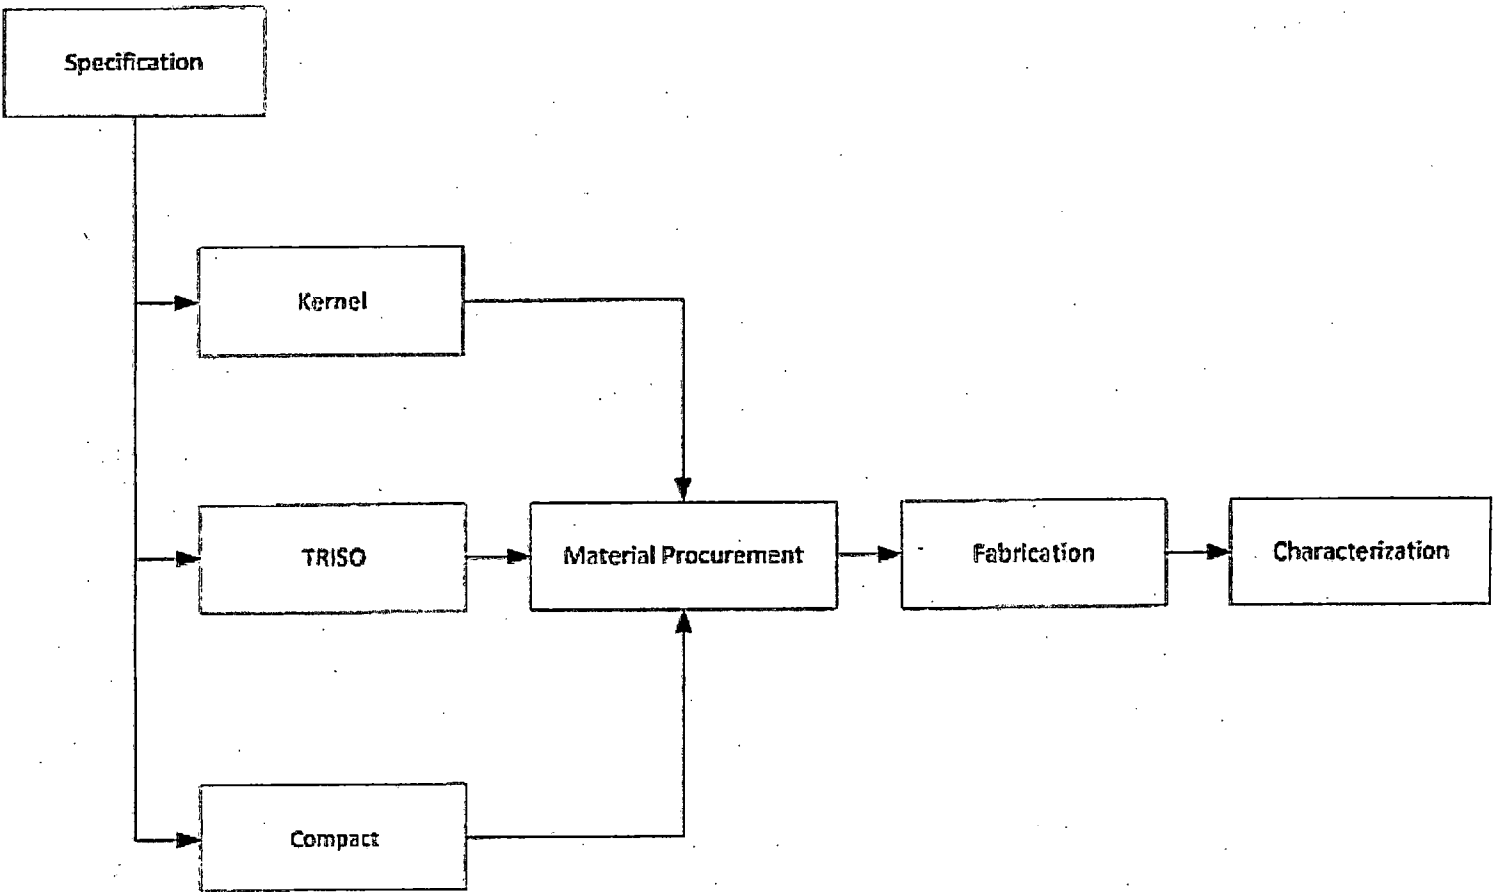 Specification
Kernel
TRISO
Material Procurement
Fabrication
Characterization
Compact